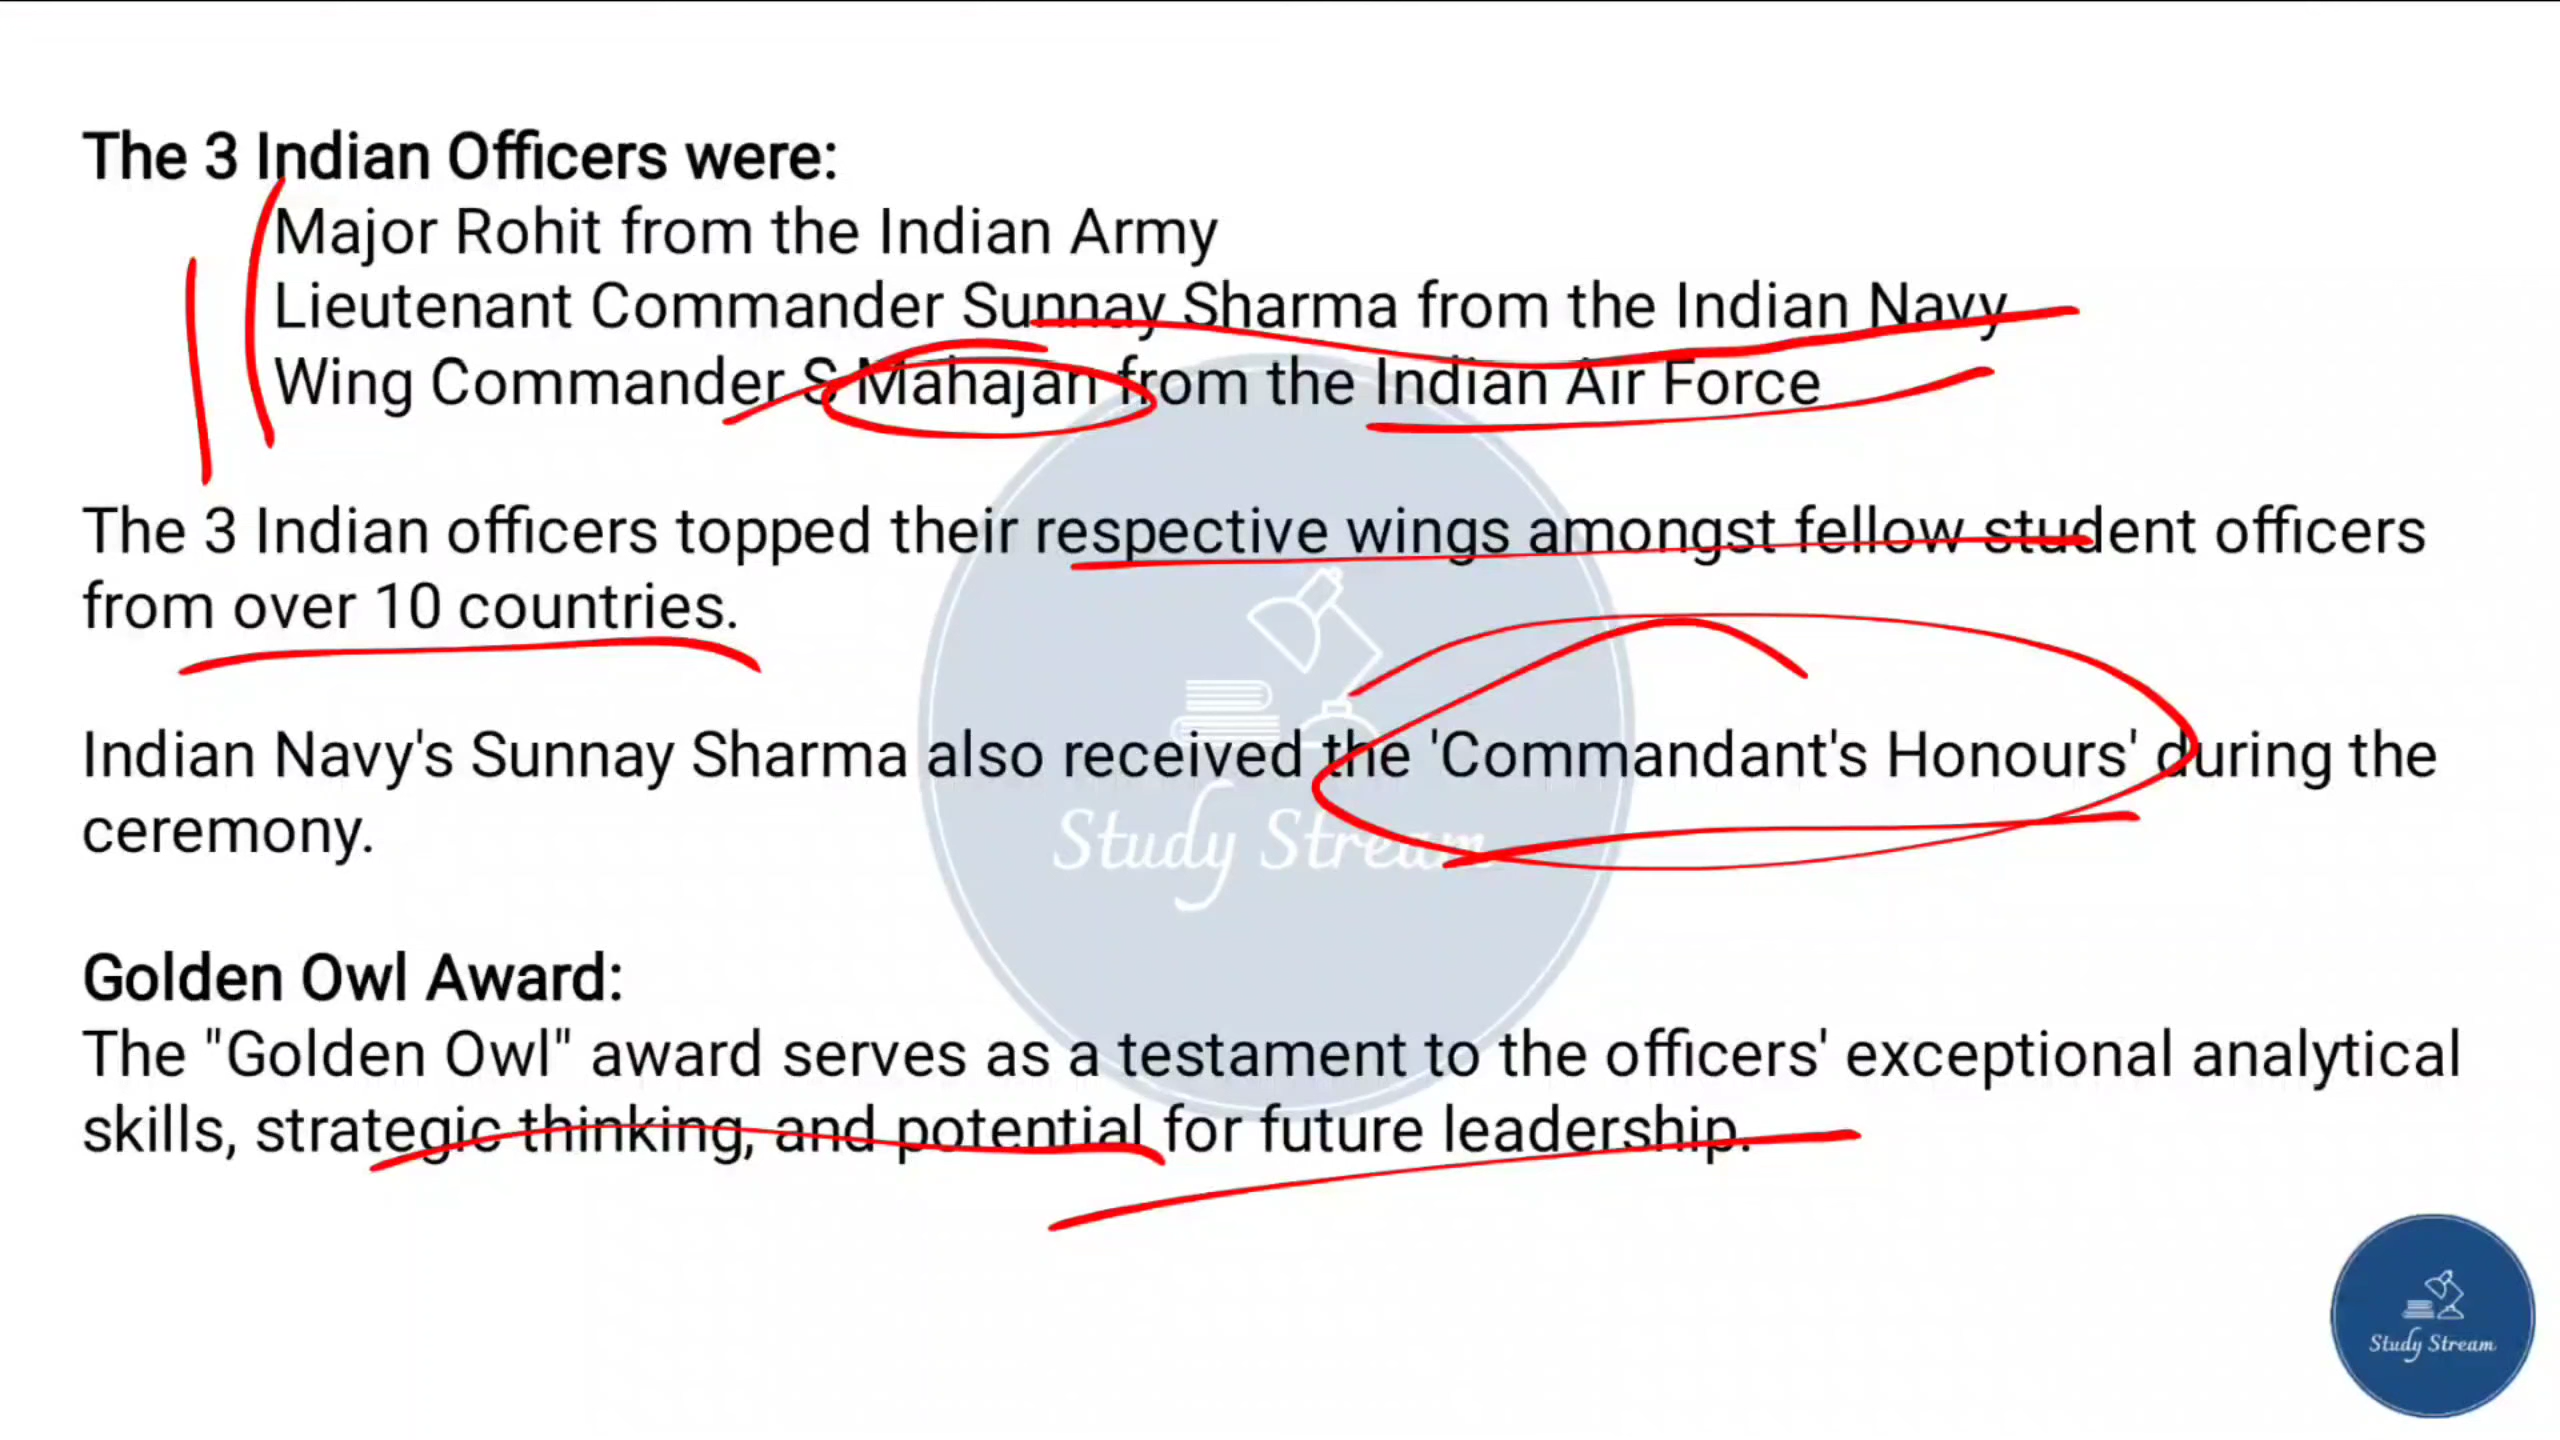 The 3 Indian Officers were:
Major Rohit from the Indian Army
Lieutenant Commander Sunnay Sharma from the Indian Navy
Wing Commander S Mahajan from the Indian Air Force
The 3 Indian officers topped their respective wings amongst fellow student officers
from over 10 countries.
Indian Navy's Sunnay Sharma also received the 'Commandant's Honours' during the
ceremony.
Study Stream
Golden Owl Award:
The "Golden Owl" award serves as a testament to the officers' exceptional analytical
skills, strategic thinking, and potential for future leadership.
Study Stream